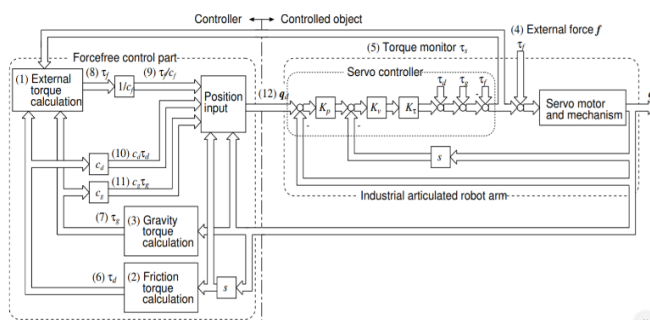 Controller
Controlled object
(4) External force f
(5) Torque monitor τs
τf
Forcefree control part
(1) External
torque
calculation
(8) τf
1/cf
(9) τf/cf
Position
input
(12) qd
Servo controller
Kp
Kv
Kτ
τd
τg
τf
Servo motor
and mechanism
-
-
-
s
(10) cdτd
cd
(11) cgτg
cg
Industrial articulated robot arm
(7) τg
(3) Gravity
torque
calculation
(6) τd
(2) Friction
torque
calculation
s